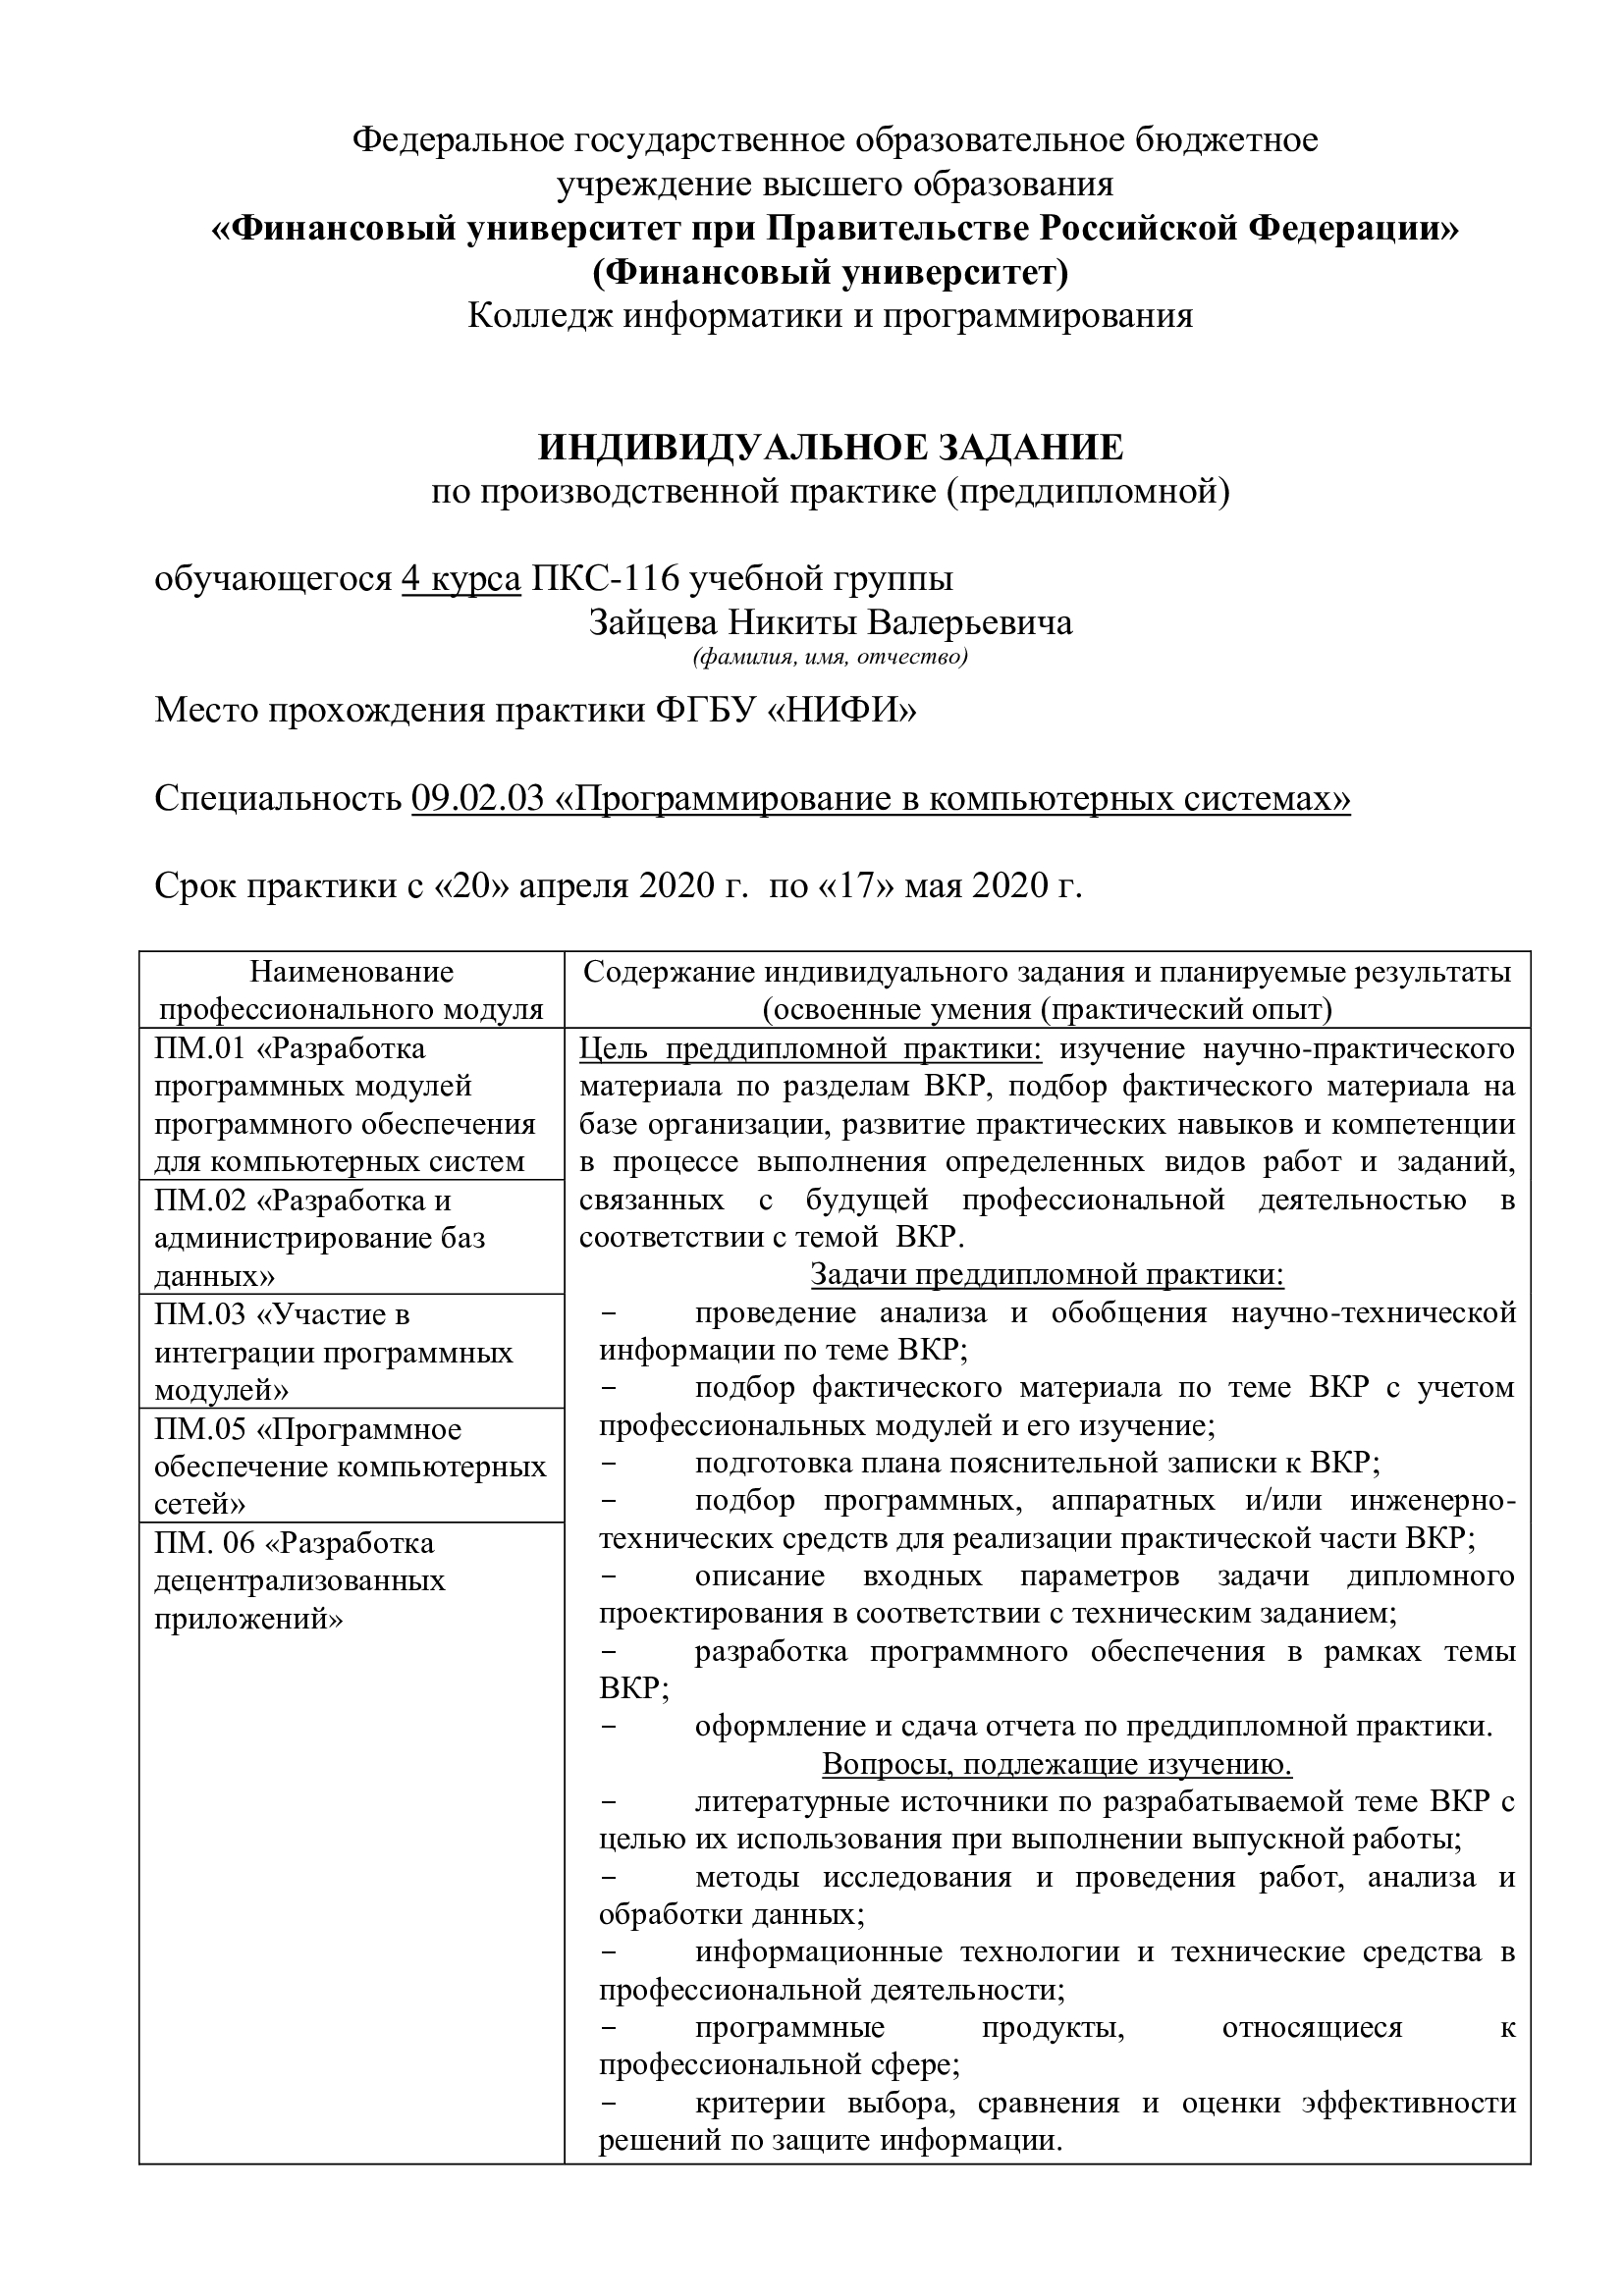 Федеральное государственное образовательное бюджетное
учреждение высшего образования
«Финансовый университет при Правительстве Российской Федерации»
(Финансовый университет)
Колледж информатики и программирования
ИНДИВИДУАЛЬНОЕ ЗАДАНИЕ
по производственной практике (преддипломной)
обучающегося 4 курса ПКС-116 учебной группы
Зайцева Никиты Валерьевича
(фамилия, имя, отчество)
Место прохождения практики ФГБУ «НИФИ»
Специальность 09.02.03 «Программирование в компьютерных системах»
Срок практики с «20» апреля 2020 г. по «17» мая 2020 г.
Наименование
профессионального модуля
Содержание индивидуального задания и планируемые результаты
(освоенные умения (практический опыт)
ПМ.01 «Разработка
программных модулей
программного обеспечения
для компьютерных систем
ПМ.02 «Разработка и
администрирование баз
данных»
ПМ.03 «Участие в
интеграции программных
модулей»
ПМ.05 «Программное
обеспечение компьютерных
сетей»
ПМ. 06 «Разработка
децентрализованных
приложений»
Цель преддипломной практики: изучение научно-практического
материала по разделам ВКР, подбор фактического материала на
базе организации, развитие практических навыков и компетенции
в процессе выполнения определенных видов работ и заданий,
связанных с будущей профессиональной деятельностью в
соответствии с темой ВКР.
Задачи преддипломной практики:
– проведение анализа и обобщения научно-технической
информации по теме ВКР;
– подбор фактического материала по теме ВКР с учетом
профессиональных модулей и его изучение;
– подготовка плана пояснительной записки к ВКР;
– подбор программных, аппаратных и/или инженерно-
технических средств для реализации практической части ВКР;
– описание входных параметров задачи дипломного
проектирования в соответствии с техническим заданием;
– разработка программного обеспечения в рамках темы
ВКР;
– оформление и сдача отчета по преддипломной практики.
Вопросы, подлежащие изучению.
– литературные источники по разрабатываемой теме ВКР с
целью их использования при выполнении выпускной работы;
– методы исследования и проведения работ, анализа и
обработки данных;
– информационные технологии и технические средства в
профессиональной деятельности;
– программные продукты, относящиеся к
профессиональной сфере;
– критерии выбора, сравнения и оценки эффективности
решений по защите информации.